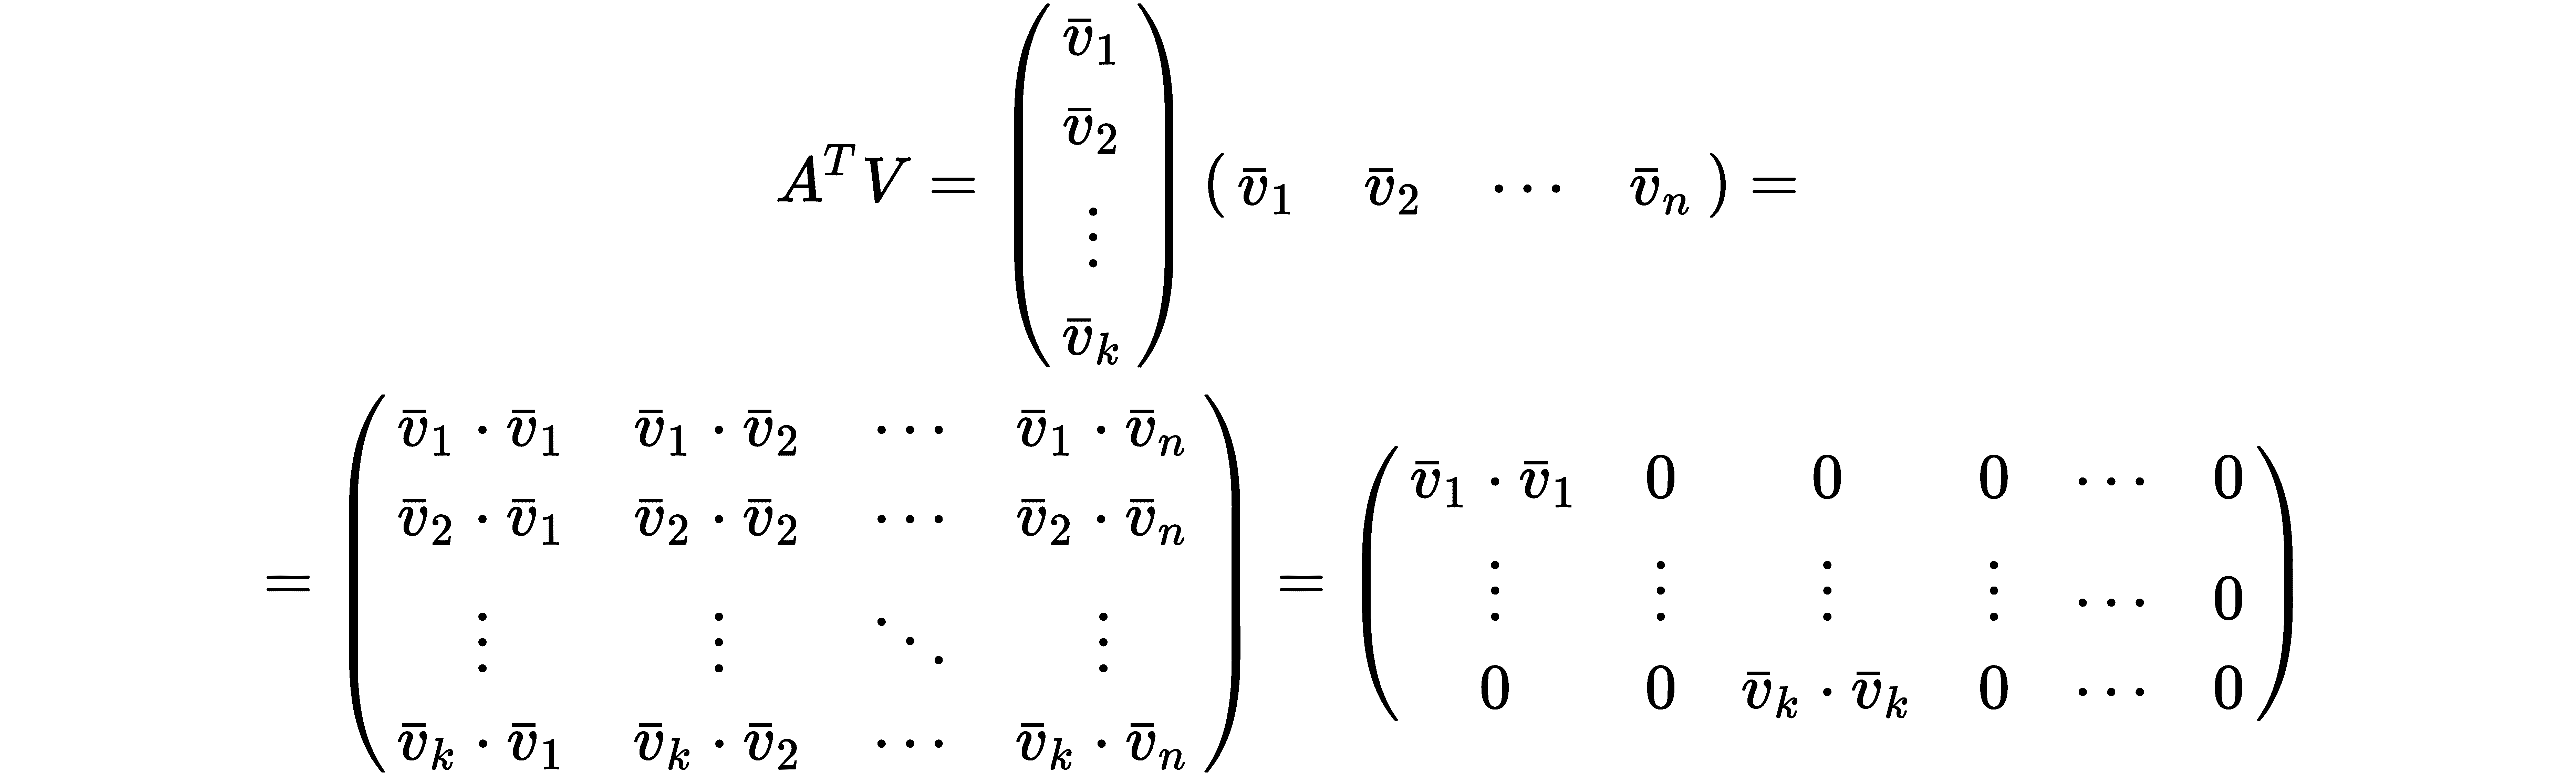 $A^T V = \begin{pmatrix} \bar{v}_1 \\ \bar{v}_2 \\ \vdots \\ \bar{v}_k \end{pmatrix} \begin{pmatrix} \bar{v}_1 & \bar{v}_2 & \cdots & \bar{v}_n \end{pmatrix} =$
$= \begin{pmatrix} \bar{v}_1 \cdot \bar{v}_1 & \bar{v}_1 \cdot \bar{v}_2 & \cdots & \bar{v}_1 \cdot \bar{v}_n \\ \bar{v}_2 \cdot \bar{v}_1 & \bar{v}_2 \cdot \bar{v}_2 & \cdots & \bar{v}_2 \cdot \bar{v}_n \\ \vdots & \vdots & \ddots & \vdots \\ \bar{v}_k \cdot \bar{v}_1 & \bar{v}_k \cdot \bar{v}_2 & \cdots & \bar{v}_k \cdot \bar{v}_n \end{pmatrix} = \begin{pmatrix} \bar{v}_1 \cdot \bar{v}_1 & 0 & 0 & 0 & \cdots & 0 \\ \vdots & \vdots & \vdots & \vdots & \cdots & 0 \\ 0 & 0 & \bar{v}_k \cdot \bar{v}_k & 0 & \cdots & 0 \end{pmatrix}$